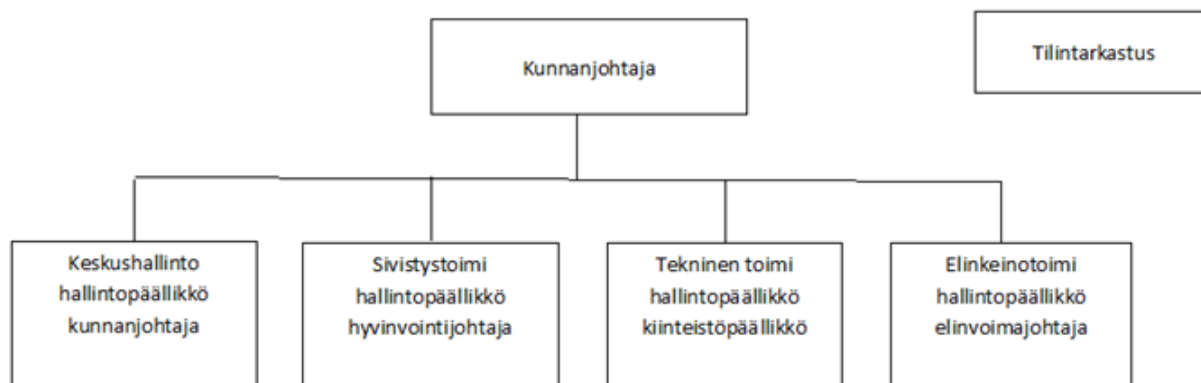 Kunnanjohtaja
Tilintarkastus
Keskushallinto
hallintopäällikkö
kunnanjohtaja
Sivistystoimi
hallintopäällikkö
hyvinvointijohtaja
Tekninen toimi
hallintopäällikkö
kiinteistöpäällikkö
Elinkeinotoimi
hallintopäällikkö
elinvoimajohtaja